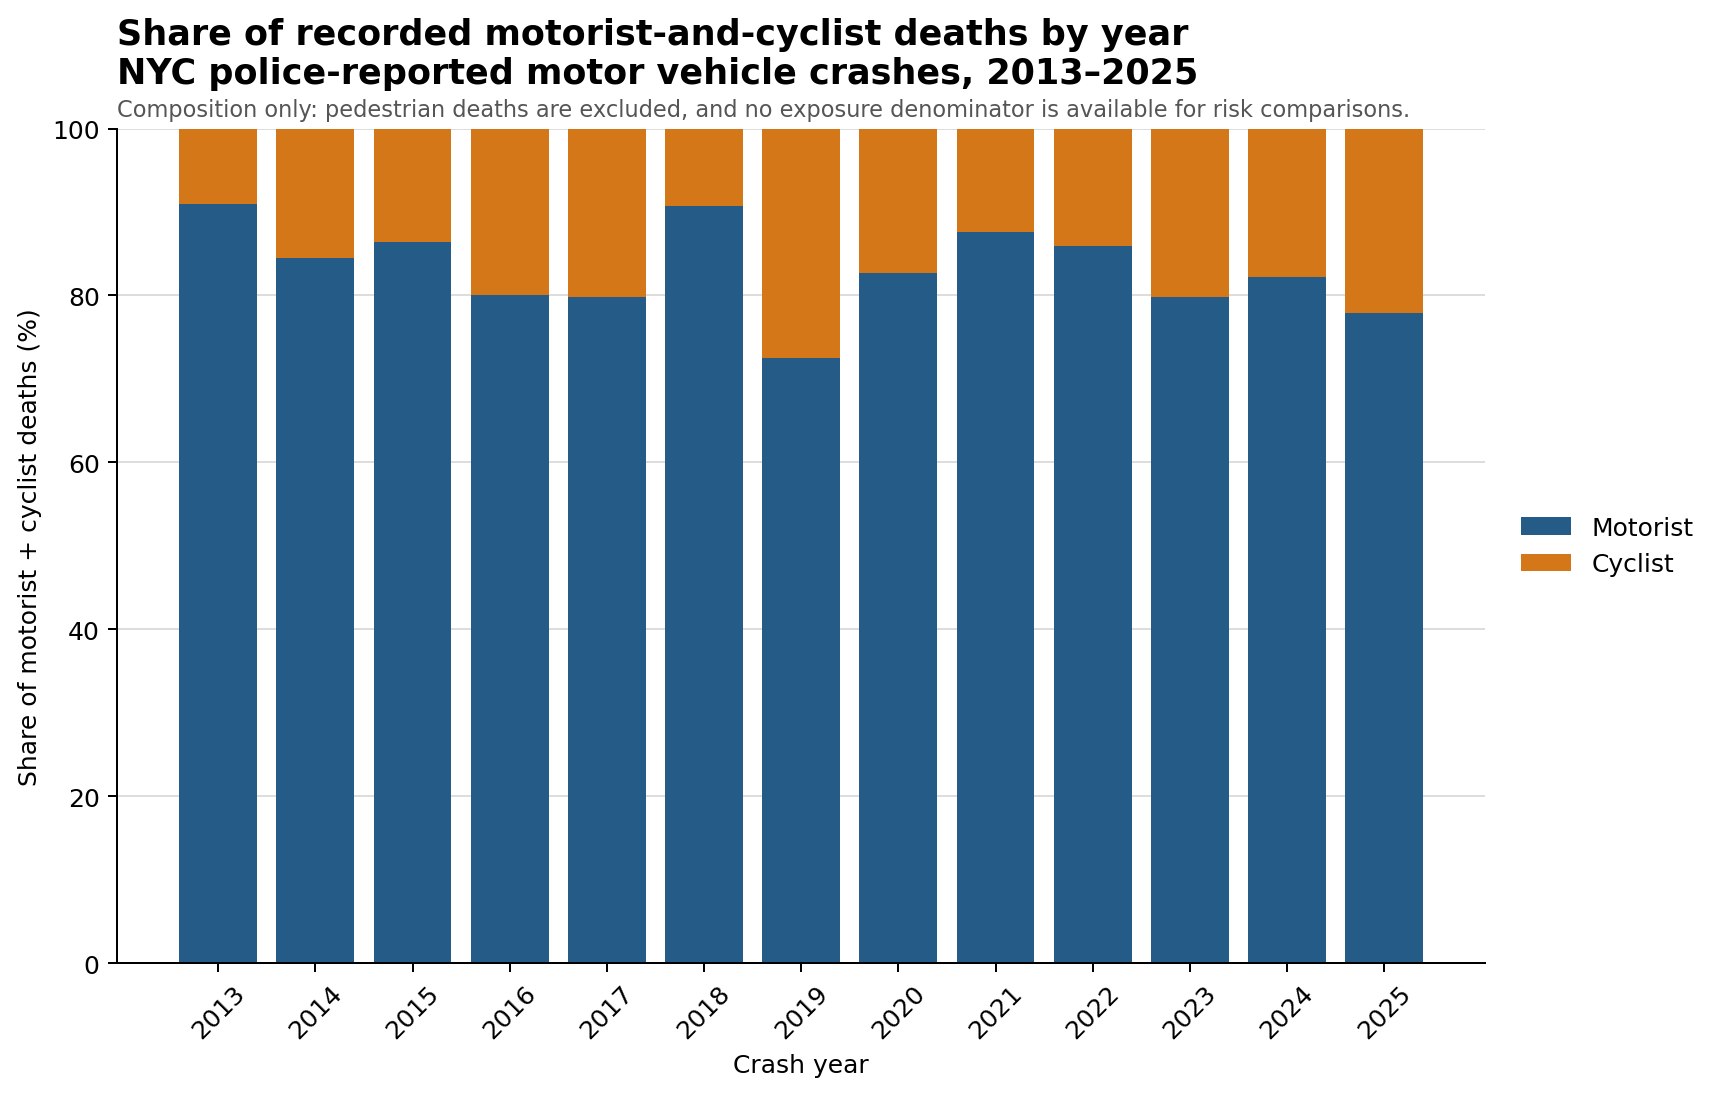 Share of recorded motorist-and-cyclist deaths by year
NYC police-reported motor vehicle crashes, 2013–2025
Composition only: pedestrian deaths are excluded, and no exposure denominator is available for risk comparisons.
Share of motorist + cyclist deaths (%)
100
80
60
40
20
0
Motorist
Cyclist
2013
2014
2015
2016
2017
2018
2019
2020
2021
2022
2023
2024
2025
Crash year